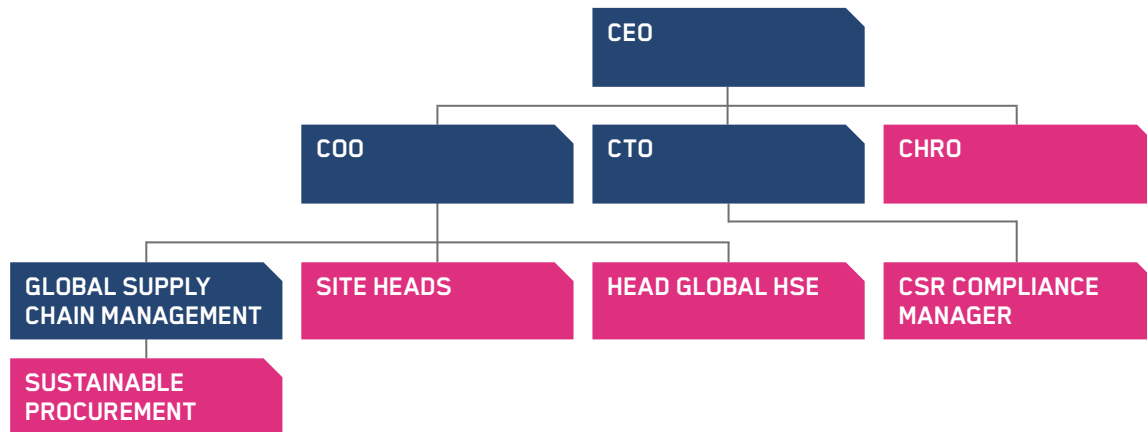 CEO
COO
CTO
CHRO
GLOBAL SUPPLY
CHAIN MANAGEMENT
SITE HEADS
HEAD GLOBAL HSE
CSR COMPLIANCE
MANAGER
SUSTAINABLE
PROCUREMENT